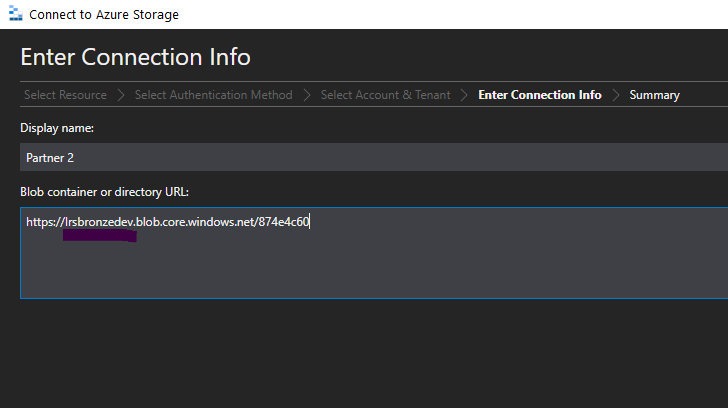 Connect to Azure Storage
Enter Connection Info
Select Resource > Select Authentication Method > Select Account & Tenant > Enter Connection Info > Summary
Display name:
Partner 2
Blob container or directory URL:
https://lrsbronzedev.blob.core.windows.net/874e4c60